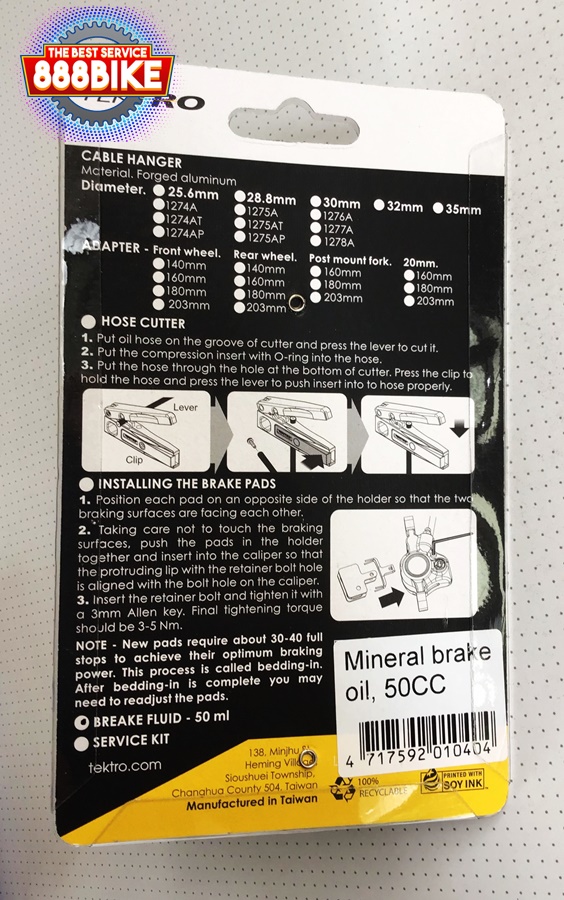 THE BEST SERVICE
888BIKE
CABLE HANGER
Material. Forged aluminum
Diameter. 25.6mm 28.8mm 30mm 32mm 35mm
1274A 1275A 1276A
1274AT 1275AT 1277A
1274AP 1275AP 1278A
ADAPTER - Front wheel. Rear wheel. Post mount fork. 20mm.
140mm 140mm 160mm 160mm
160mm 160mm 180mm 180mm
180mm 180mm 203mm 203mm
203mm 203mm
HOSE CUTTER
1. Put oil hose on the groove of cutter and press the lever to cut it.
2. Put the compression insert with O-ring into the hose.
3. Put the hose through the hole at the bottom of cutter. Press the clip to
hold the hose and press the lever to push insert into to hose properly.
Lever
Clip
INSTALLING THE BRAKE PADS
1. Position each pad on an opposite side of the holder so that the two
braking surfaces are facing each other.
2. Taking care not to touch the braking
surfaces, push the pads in the holder
together and insert into the caliper so that
the protruding lip with the retainer bolt hole
is aligned with the bolt hole on the caliper.
3. Insert the retainer bolt and tighten it with
a 3mm Allen key. Final tightening torque
should be 3-5 Nm.
NOTE - New pads require about 30-40 full
stops to achieve their optimum braking
power. This process is called bedding-in.
After bedding-in is complete you may
need to readjust the pads.
BREAKE FLUID - 50 ml
SERVICE KIT
Mineral brake
oil, 50CC
4 717592 010404
tektro.com
138. Minjhu
Heming
Sioushuei Township,
Changhua County 504, Taiwan
Manufactured in Taiwan
100%
RECYCLABLE
PRINTED WITH
SOY INK